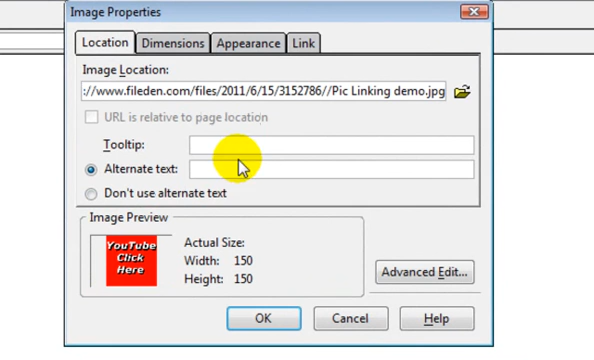 Image Properties
Location Dimensions Appearance Link
Image Location:
://www.fileden.com/files/2011/6/15/3152786//Pic Linking demo.jpg
URL is relative to page location
Tooltip:
Alternate text:
Don't use alternate text
Image Preview
YouTube
Click
Here
Actual Size:
Width: 150
Height: 150
Advanced Edit...
OK Cancel Help